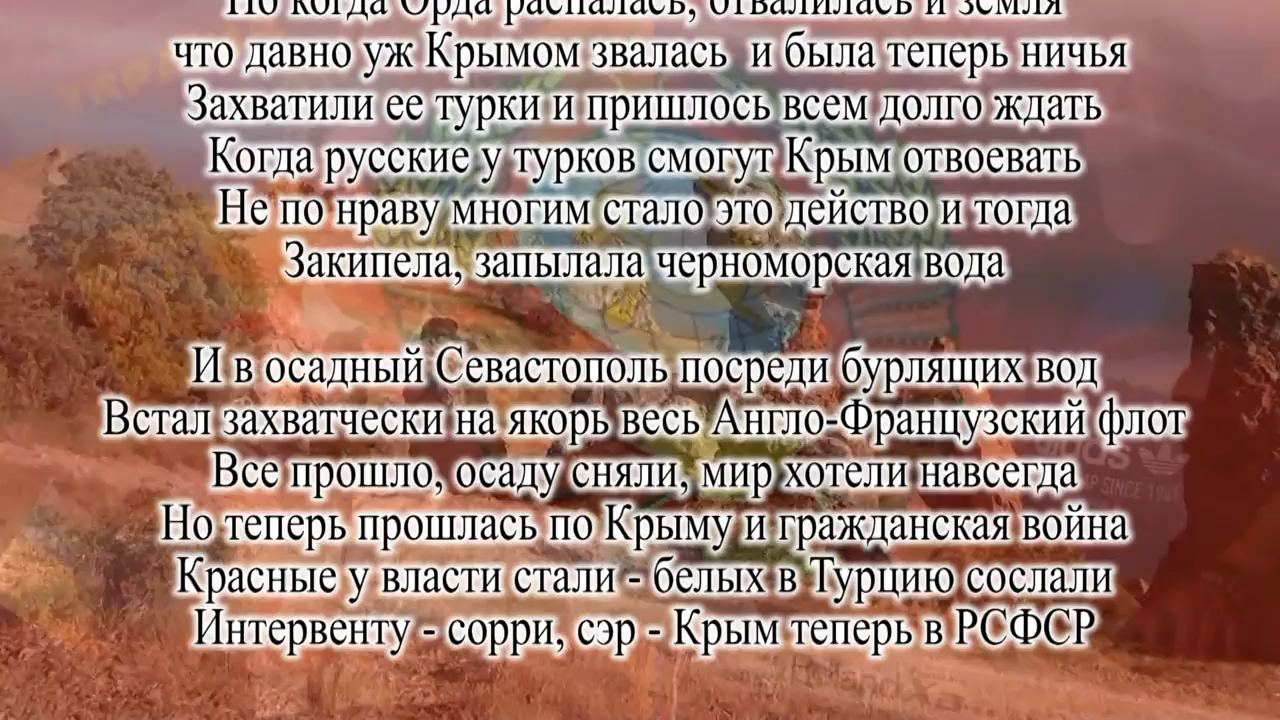 Но когда Орда распалась, отвалилась и земля
что давно уж Крымом звалась и была теперь ничья
Захватили ее турки и пришлось всем долго ждать
Когда русские у турков смогут Крым отвоевать
Не по нраву многим стало это действо и тогда
Закипела, запылала черноморская вода
И в осадный Севастополь посреди бурлящих вод
Встал захватчески на якорь весь Англо-Французский флот
Все прошло, осаду сняли, мир хотели навсегда
Но теперь прошлась по Крыму и гражданская война
Красные у власти стали - белых в Турцию сослали
Интервенту - сорри, сэр - Крым теперь в РСФСР